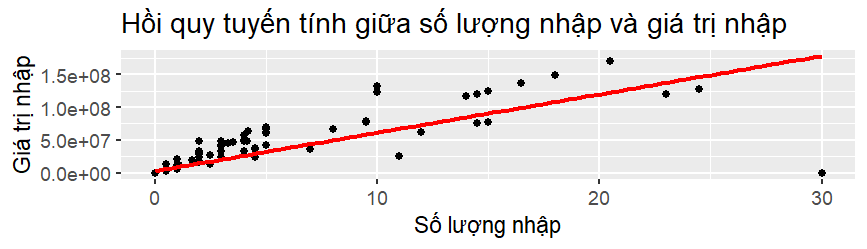 Hồi quy tuyến tính giữa số lượng nhập và giá trị nhập
Giá trị nhập
1.5e+08
1.0e+08
5.0e+07
0.0e+00
0 10 20 30
Số lượng nhập